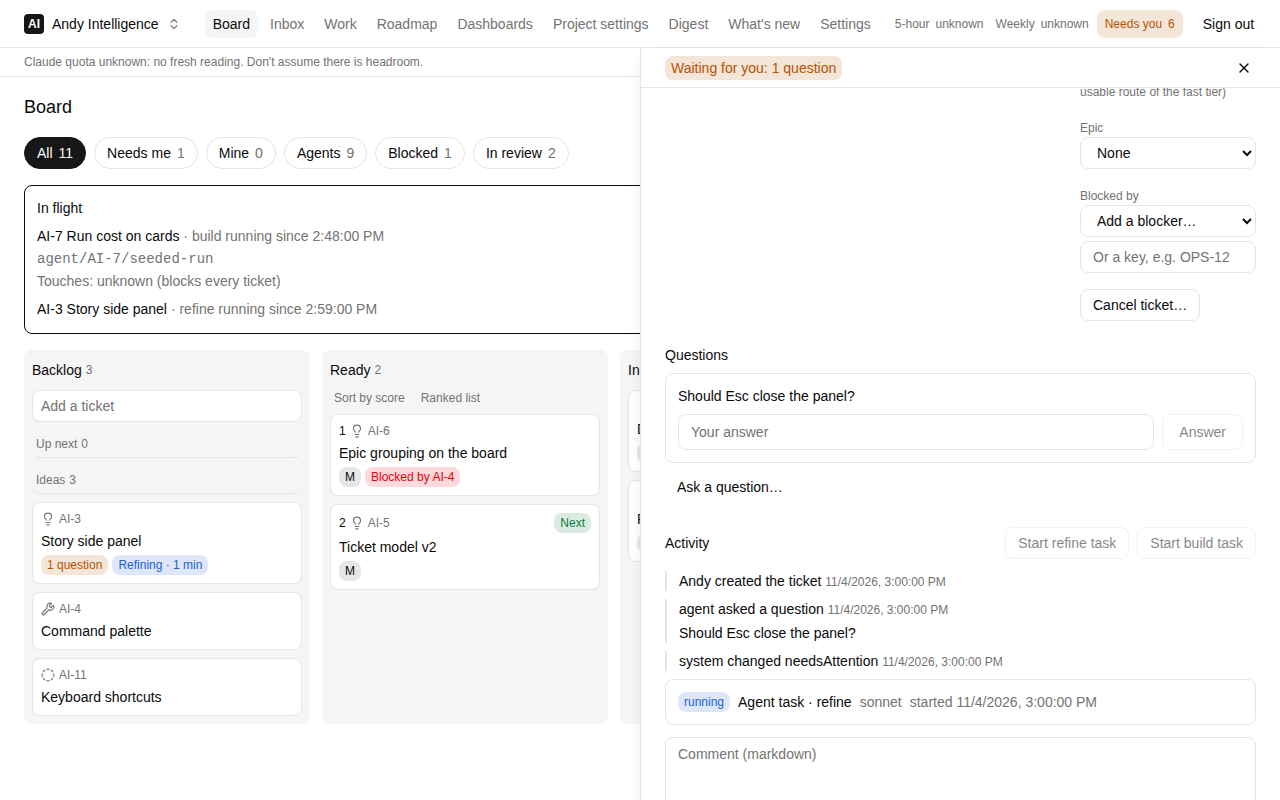 AI Andy Intelligence Board Inbox Work Roadmap Dashboards Project settings Digest What's new Settings 5-hour unknown Weekly unknown Needs you 6 Sign out
Claude quota unknown: no fresh reading. Don't assume there is headroom.
Board
All 11 Needs me 1 Mine 0 Agents 9 Blocked 1 In review 2
In flight
AI-7 Run cost on cards · build running since 2:48:00 PM
agent/AI-7/seeded-run
Touches: unknown (blocks every ticket)
AI-3 Story side panel · refine running since 2:59:00 PM
Backlog 3
Add a ticket
Up next 0
Ideas 3
AI-3
Story side panel
1 question Refining · 1 min
AI-4
Command palette
AI-11
Keyboard shortcuts
Ready 2
Sort by score Ranked list
1 AI-6
Epic grouping on the board
M Blocked by AI-4
2 AI-5 Next
Ticket model v2
M
In
Waiting for you: 1 question
usable route of the fast tier)
Epic
None
Blocked by
Add a blocker…
Or a key, e.g. OPS-12
Cancel ticket…
Questions
Should Esc close the panel?
Your answer Answer
Ask a question…
Activity Start refine task Start build task
Andy created the ticket 11/4/2026, 3:00:00 PM
agent asked a question 11/4/2026, 3:00:00 PM
Should Esc close the panel?
system changed needsAttention 11/4/2026, 3:00:00 PM
running Agent task · refine sonnet started 11/4/2026, 3:00:00 PM
Comment (markdown)